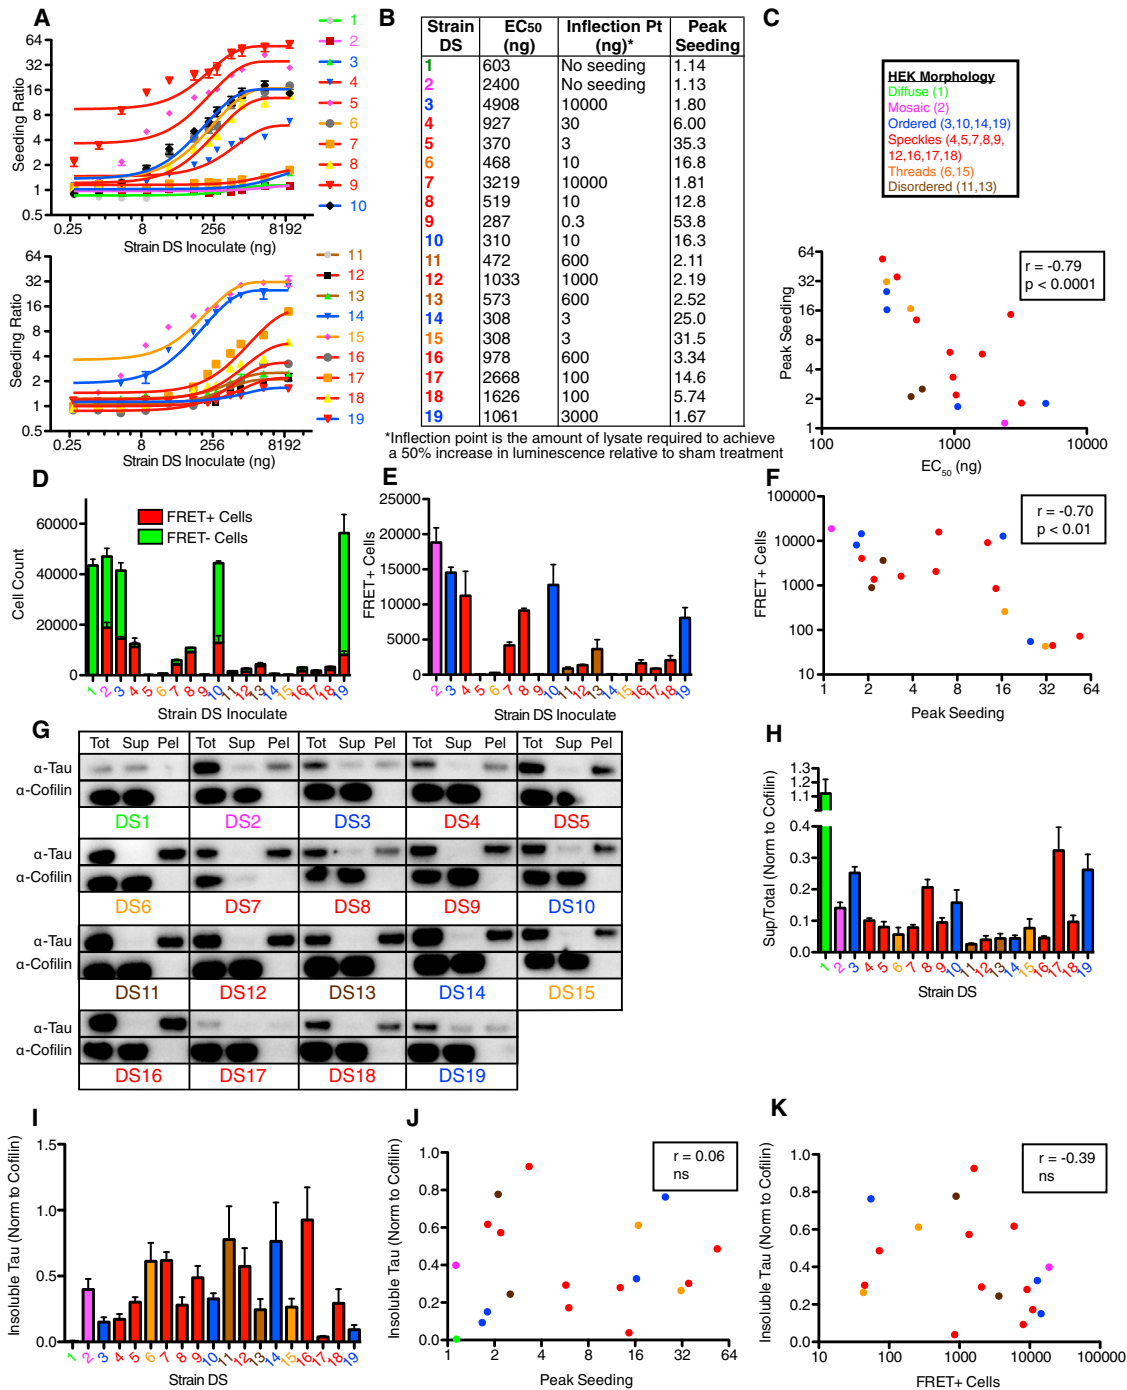 A
64
32
16
8
4
2
1
0.5
Seeding Ratio
0.25 8 256 8192
Strain DS Inoculate (ng)
1
2
3
4
5
6
7
8
9
10
64
32
16
8
4
2
1
0.5
Seeding Ratio
0.25 8 256 8192
Strain DS Inoculate (ng)
11
12
13
14
15
16
17
18
19
B
Strain DS EC50 (ng) Inflection Pt (ng)* Peak Seeding
1 603 No seeding 1.14
2 2400 No seeding 1.13
3 4908 10000 1.80
4 927 30 6.00
5 370 3 35.3
6 468 10 16.8
7 3219 10000 1.81
8 519 10 12.8
9 287 0.3 53.8
10 310 10 16.3
11 472 600 2.11
12 1033 1000 2.19
13 573 600 2.52
14 308 3 25.0
15 308 3 31.5
16 978 600 3.34
17 2668 100 14.6
18 1626 100 5.74
19 1061 3000 1.67
*Inflection point is the amount of lysate required to achieve
a 50% increase in luminescence relative to sham treatment
C
HEK Morphology
Diffuse (1)
Mosaic (2)
Ordered (3,10,14,19)
Speckles (4,5,7,8,9,
12,16,17,18)
Threads (6,15)
Disordered (11,13)
64
32
16
8
4
2
1
Peak Seeding
r = -0.79
p < 0.0001
100 1000 10000
EC50 (ng)
D
60000
40000
20000
0
Cell Count
FRET+ Cells
FRET- Cells
1 2 3 4 5 6 7 8 9 10 11 12 13 14 15 16 17 18 19
Strain DS Inoculate
E
25000
20000
15000
10000
5000
0
FRET+ Cells
2 3 4 5 6 7 8 9 10 11 12 13 14 15 16 17 18 19
Strain DS Inoculate
F
100000
10000
1000
100
10
FRET+ Cells
r = -0.70
p < 0.01
1 2 4 8 16 32 64
Peak Seeding
G
Tot Sup Pel Tot Sup Pel Tot Sup Pel Tot Sup Pel Tot Sup Pel
α-Tau
α-Cofilin
DS1 DS2 DS3 DS4 DS5
α-Tau
α-Cofilin
DS6 DS7 DS8 DS9 DS10
α-Tau
α-Cofilin
DS11 DS12 DS13 DS14 DS15
α-Tau
α-Cofilin
DS16 DS17 DS18 DS19
H
1.3
1.1
0.4
0.3
0.2
0.1
0.0
Sup/Total (Norm to Cofilin)
1 2 3 4 5 6 7 8 9 10 11 12 13 14 15 16 17 18 19
Strain DS
I
1.5
1.0
0.5
0.0
Insoluble Tau (Norm to Cofilin)
1 2 3 4 5 6 7 8 9 10 11 12 13 14 15 16 17 18 19
Strain DS
J
1.0
0.8
0.6
0.4
0.2
0.0
Insoluble Tau (Norm to Cofilin)
r = 0.06
ns
1 2 4 8 16 32 64
Peak Seeding
K
1.0
0.8
0.6
0.4
0.2
0.0
Insoluble Tau (Norm to Cofilin)
r = -0.39
ns
10 100 1000 10000 100000
FRET+ Cells